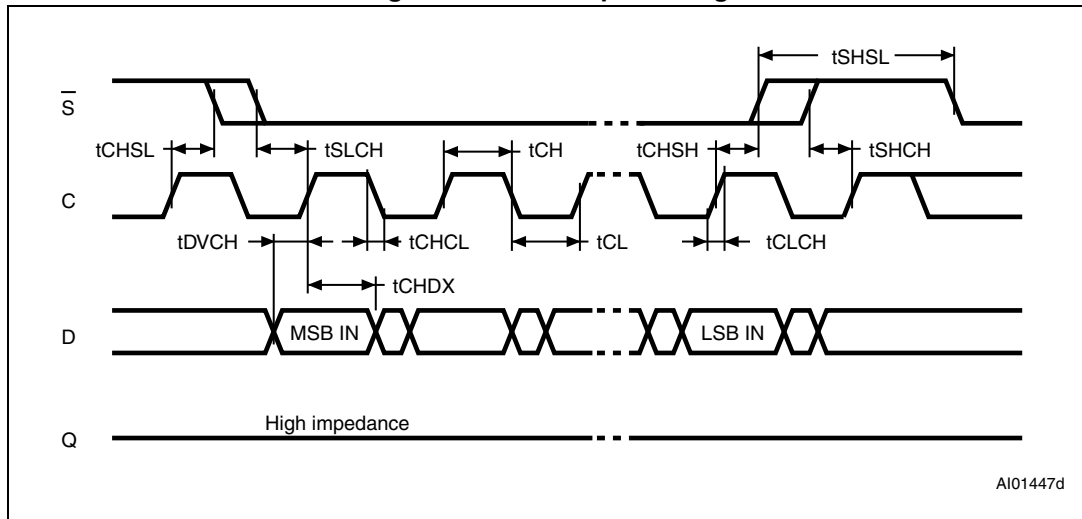 tSHSL
S
tCHSL
tSLCH
tCH
tCHSH
tSHCH
C
tDVCH
tCHCL
tCL
tCLCH
tCHDX
D
MSB IN
LSB IN
High impedance
Q
AI01447d